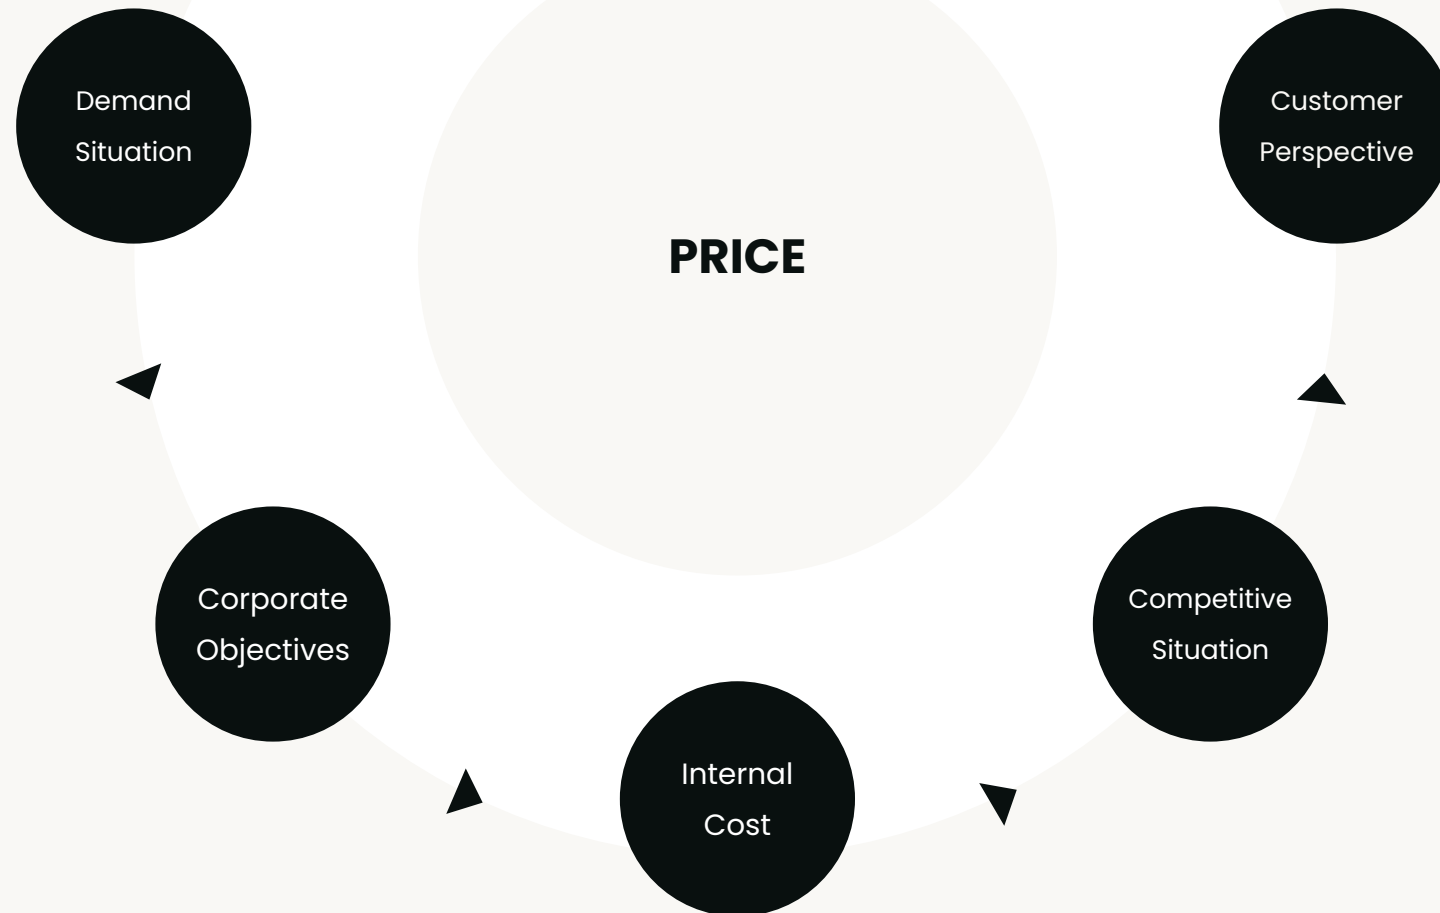 Demand
Situation
Customer
Perspective
PRICE
Corporate
Objectives
Competitive
Situation
Internal
Cost